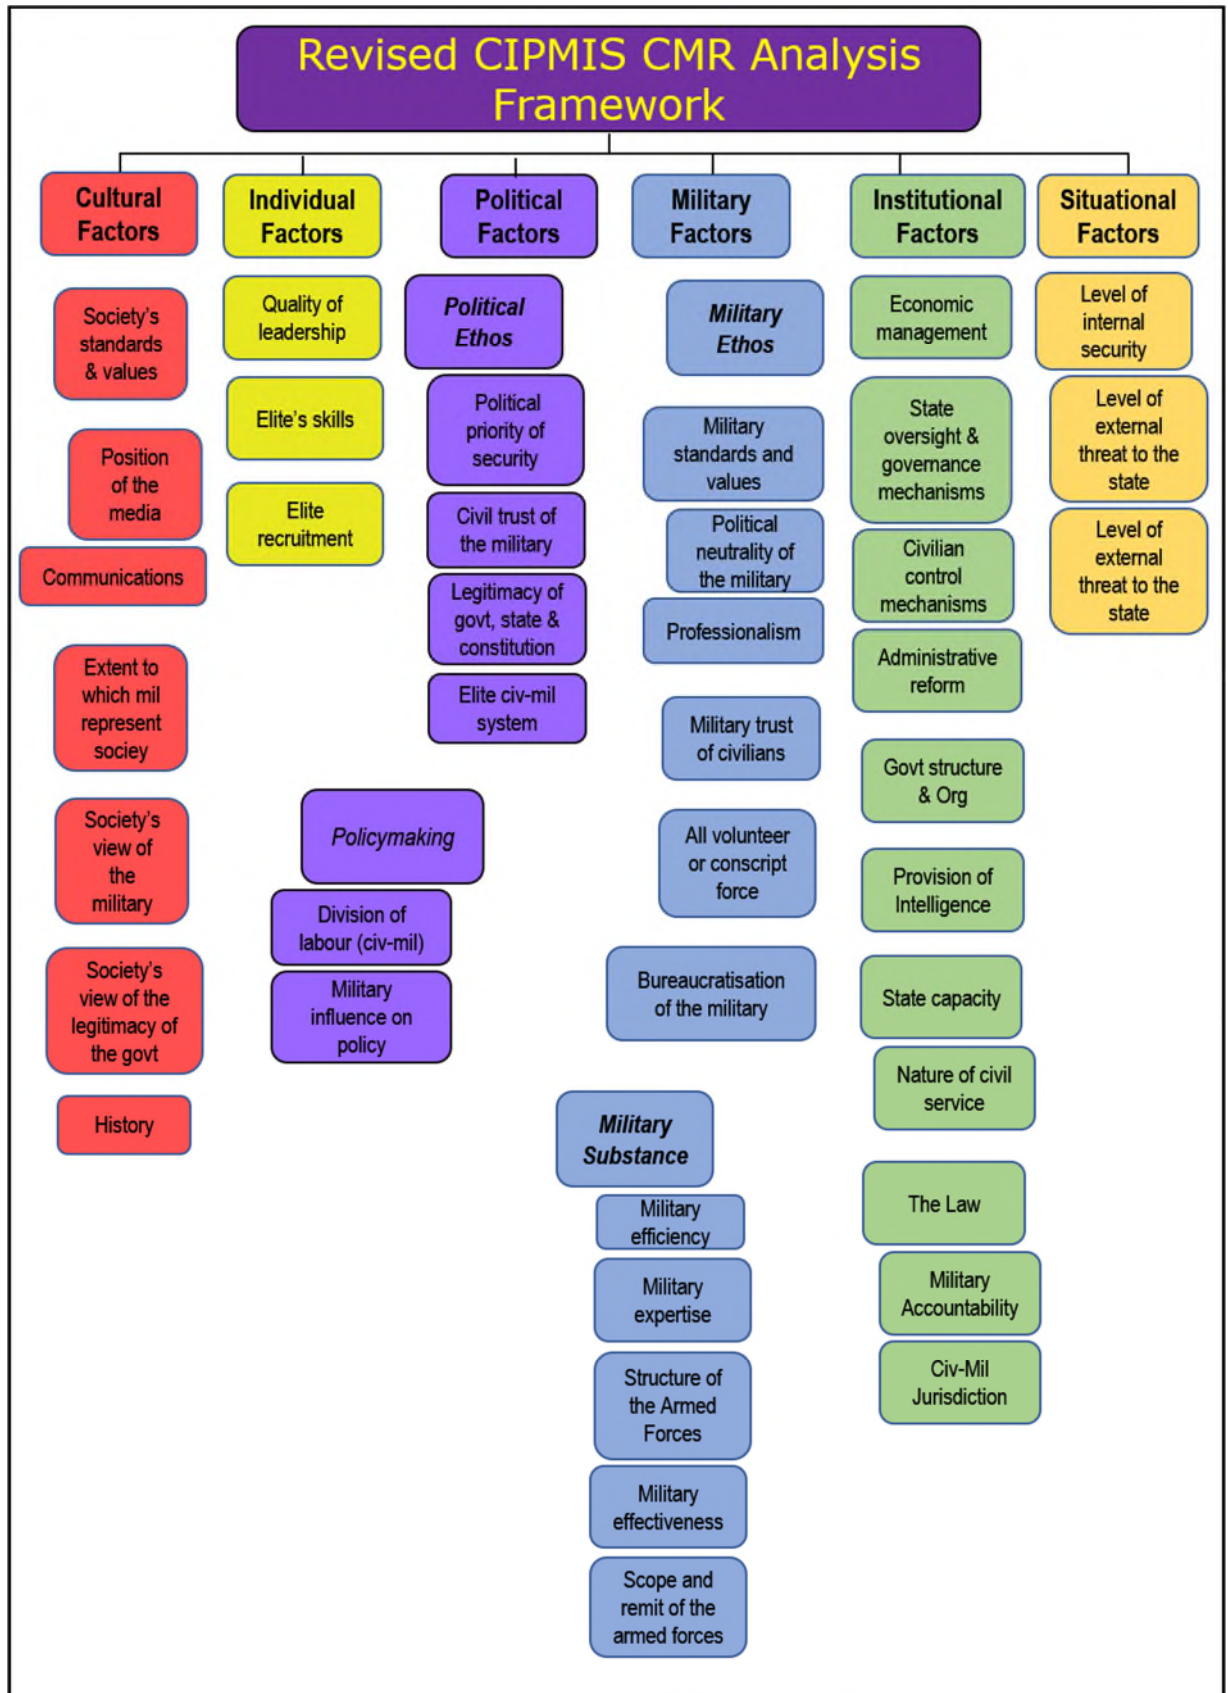 Revised CIPMIS CMR Analysis
Framework
Cultural
Factors
Society's
standards
& values
Position
of the
media
Communications
Extent to
which mil
represent
sociey
Society's
view of
the
military
Society's
view of the
legitimacy of
the govt
History
Individual
Factors
Quality of
leadership
Elite's skills
Elite
recruitment
Political
Factors
Political
Ethos
Political
priority of
security
Civil trust of
the military
Legitimacy of
govt, state &
constitution
Elite civ-mil
system
Policymaking
Division of
labour (civ-mil)
Military
influence on
policy
Military
Factors
Military
Ethos
Military
standards and
values
Political
neutrality of
the military
Professionalism
Military trust
of civilians
All volunteer
or conscript
force
Bureaucratisation
of the military
Military
Substance
Military
efficiency
Military
expertise
Structure of
the Armed
Forces
Military
effectiveness
Scope and
remit of the
armed forces
Institutional
Factors
Economic
management
State
oversight &
governance
mechanisms
Civilian
control
mechanisms
Administrative
reform
Govt structure
& Org
Provision of
Intelligence
State capacity
Nature of civil
service
The Law
Military
Accountability
Civ-Mil
Jurisdiction
Situational
Factors
Level of
internal
security
Level of
external
threat to the
state
Level of
external
threat to the
state